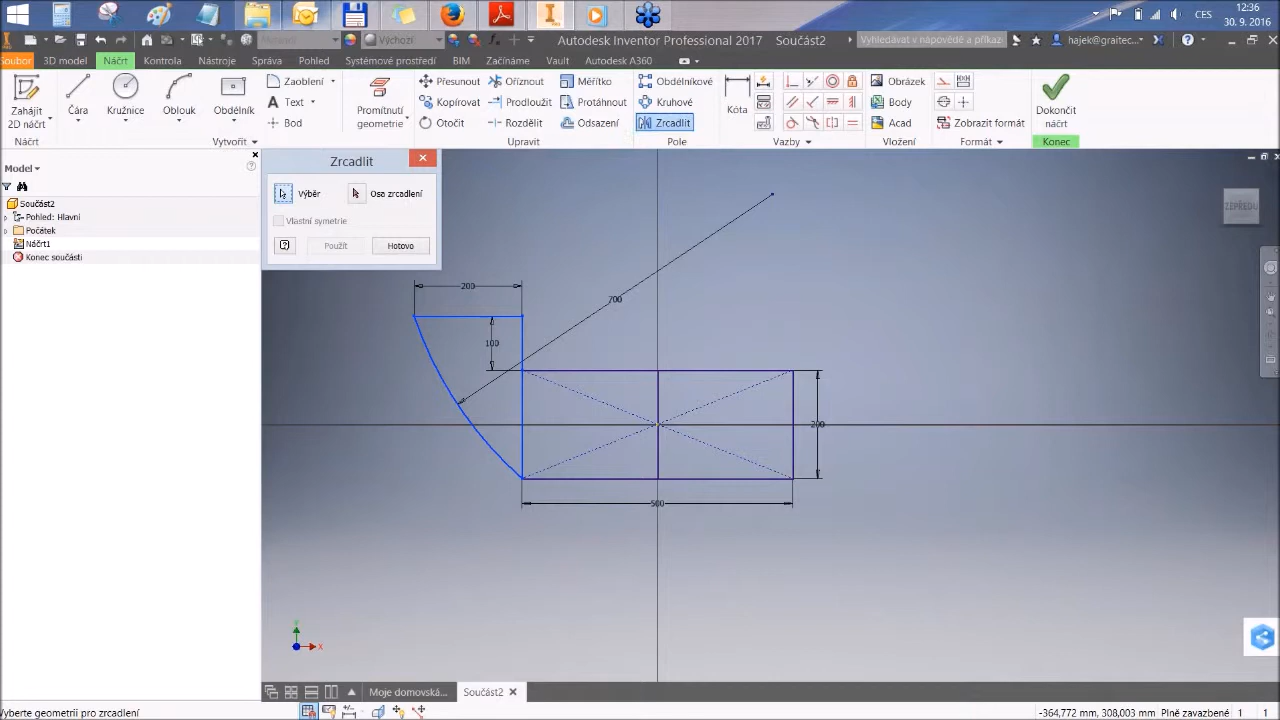 12:36
CES
30. 9. 2016
Výchozí
Autodesk Inventor Professional 2017 Součást2
Vyhledávat v nápovědě a příkaz
hajek@graitec...
Soubor 3D model Náčrt Kontrola Nástroje Správa Pohled Systémové prostředí BIM Začínáme Vault Autodesk A360
Zahájit
2D náčrt
Čára
Kružnice
Oblouk
Obdélník
Zaoblení
Text
Bod
Promítnutí
geometrie
Přesunout
Kopírovat
Otočit
Oříznout
Prodloužit
Rozdělit
Měřítko
Protáhnout
Odsazení
Obdélníkové
Kruhové
Zrcadlit
Kóta
Obrázek
Body
Acad
Zobrazit formát
Dokončit
náčrt
Náčrt Vytvořit Upravit Pole Vazby Vložení Formát Konec
Model
Součást2
Pohled: Hlavní
Počátek
Náčrt1
Konec součásti
Zrcadlit
Výběr Osa zrcadlení
Vlastní symetrie
Použít Hotovo
ZEPŘEDU
200
700
100
200
500
Y
X
Moje domovská... Součást2
Vyberte geometrii pro zrcadlení
-364,772 mm, 308,003 mm Plně zavazbené 1 1